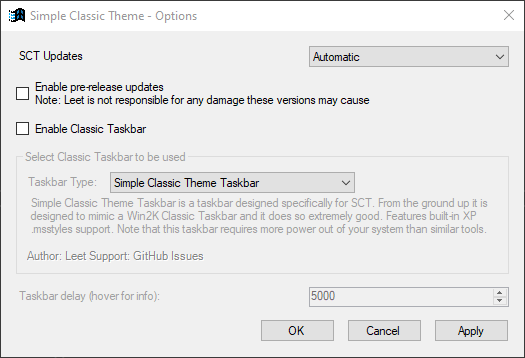 Simple Classic Theme - Options
SCT Updates
Automatic
Enable pre-release updates
Note: Leet is not responsible for any damage these versions may cause
Enable Classic Taskbar
Select Classic Taskbar to be used
Taskbar Type:
Simple Classic Theme Taskbar
Simple Classic Theme Taskbar is a taskbar designed specifically for SCT. From the ground up it is
designed to mimic a Win2K Classic Taskbar and it does so extremely good. Features built-in XP
.msstyles support. Note that this taskbar requires more power out of your system than similar tools.
Author: Leet Support: GitHub Issues
Taskbar delay (hover for info):
5000
OK
Cancel
Apply